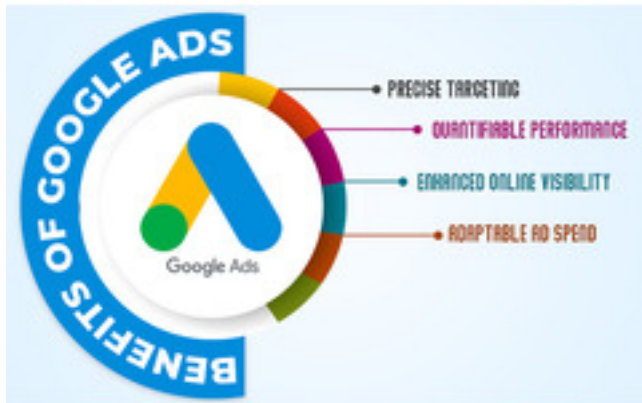 BENEFITS OF GOOGLE ADS
PRECISE TARGETING
QUANTIFIABLE PERFORMANCE
ENHANCED ONLINE VISIBILITY
ADAPTABLE AD SPEND
Google Ads